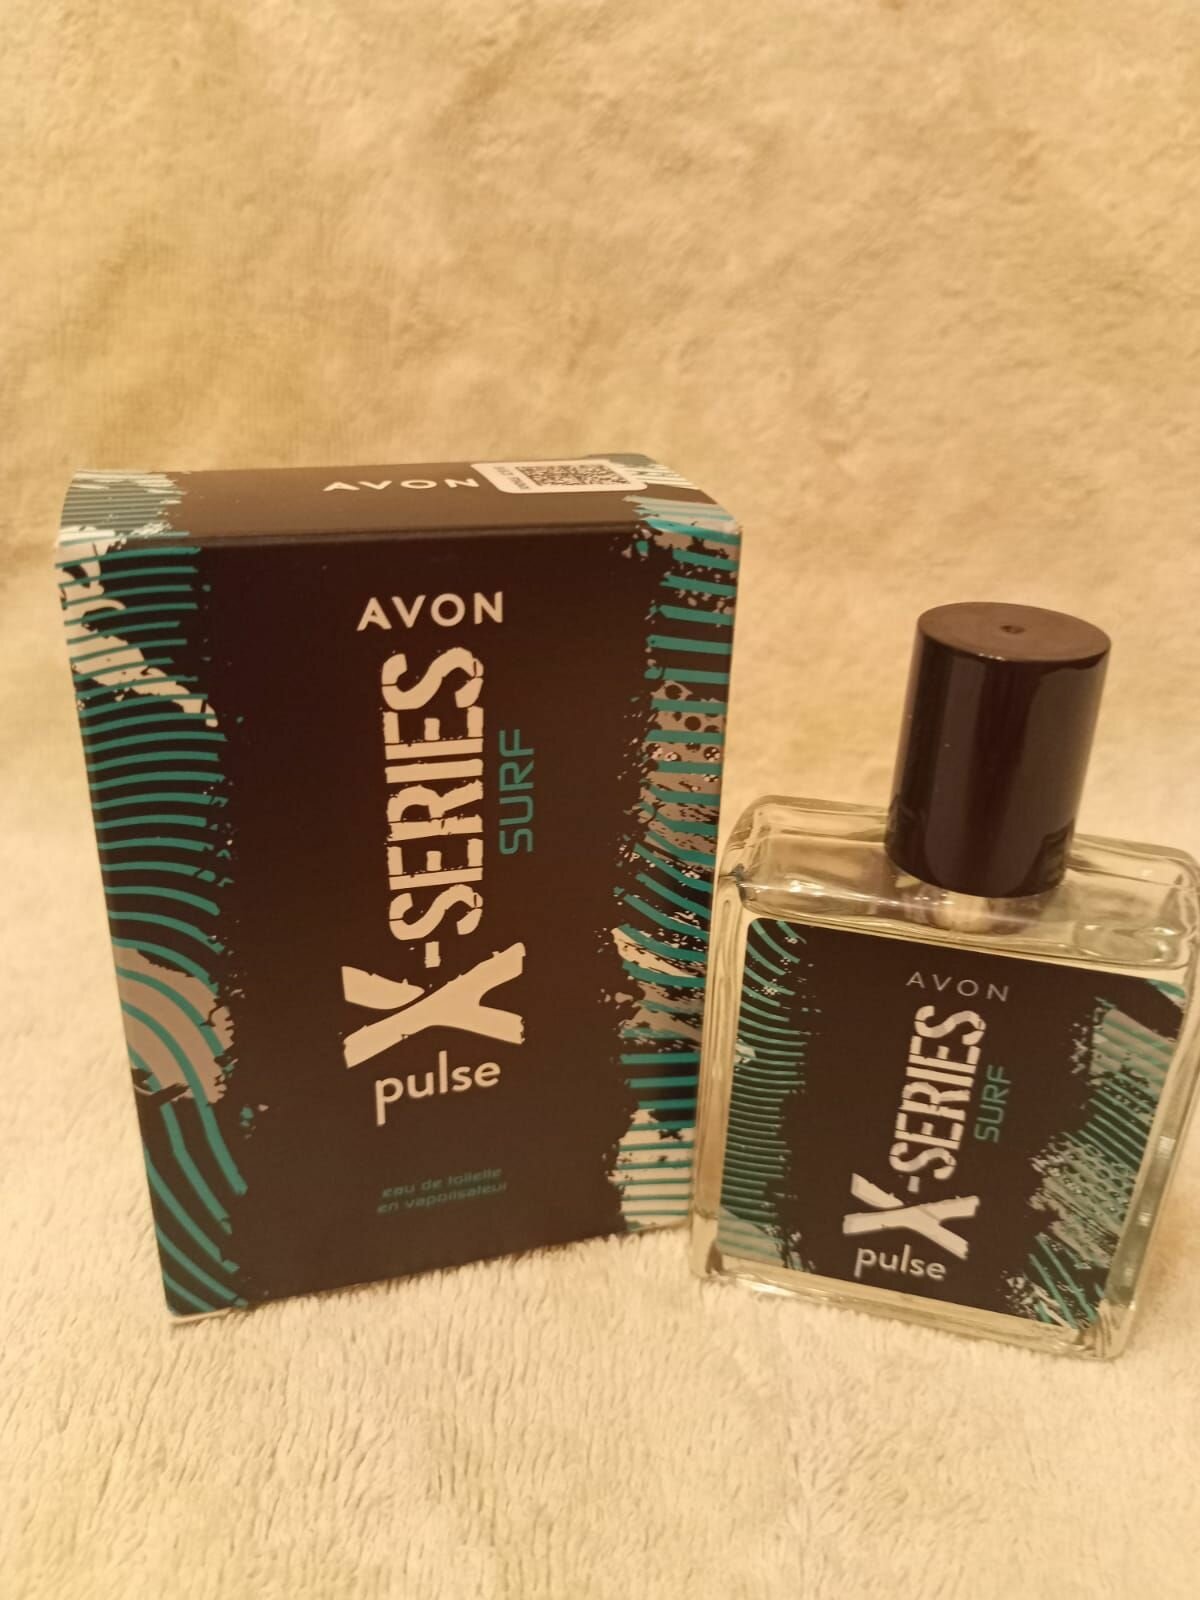 AVON
AVON
X-SERIES
SURF
pulse
eau de toilette
en vaporisateur
AVON
X-SERIES
SURF
pulse